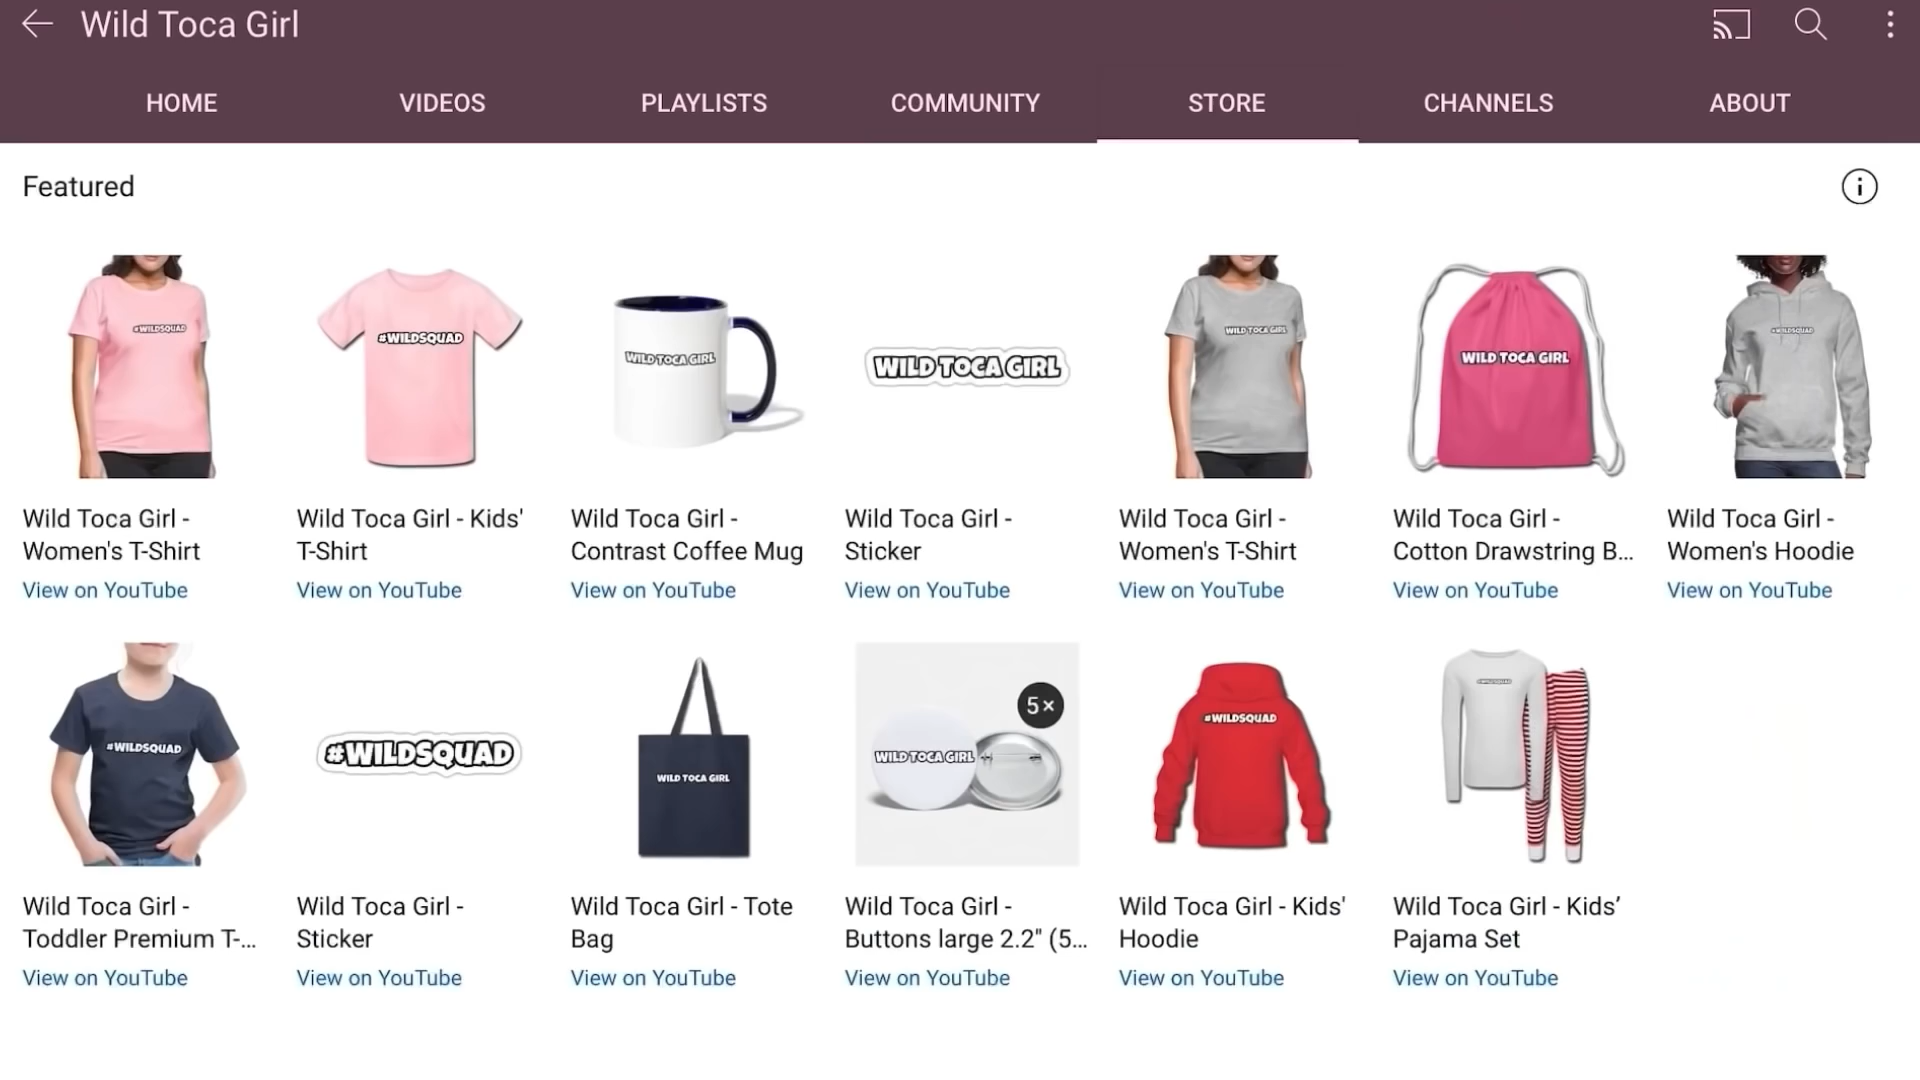 Wild Toca Girl
HOME VIDEOS PLAYLISTS COMMUNITY STORE CHANNELS ABOUT
Featured
#WILDSQUAD
#WILDSQUAD
WILD TOCA GIRL
WILD TOCA GIRL
WILD TOCA GIRL
WILD TOCA GIRL
#WILDSQUAD
Wild Toca Girl -
Women's T-Shirt
View on YouTube
Wild Toca Girl - Kids'
T-Shirt
View on YouTube
Wild Toca Girl -
Contrast Coffee Mug
View on YouTube
Wild Toca Girl -
Sticker
View on YouTube
Wild Toca Girl -
Women's T-Shirt
View on YouTube
Wild Toca Girl -
Cotton Drawstring B...
View on YouTube
Wild Toca Girl -
Women's Hoodie
View on YouTube
#WILDSQUAD
#WILDSQUAD
WILD TOCA GIRL
5×
WILD TOCA GIRL
#WILDSQUAD
#WILDSQUAD
Wild Toca Girl -
Toddler Premium T-...
View on YouTube
Wild Toca Girl -
Sticker
View on YouTube
Wild Toca Girl - Tote
Bag
View on YouTube
Wild Toca Girl -
Buttons large 2.2" (5...
View on YouTube
Wild Toca Girl - Kids'
Hoodie
View on YouTube
Wild Toca Girl - Kids’
Pajama Set
View on YouTube